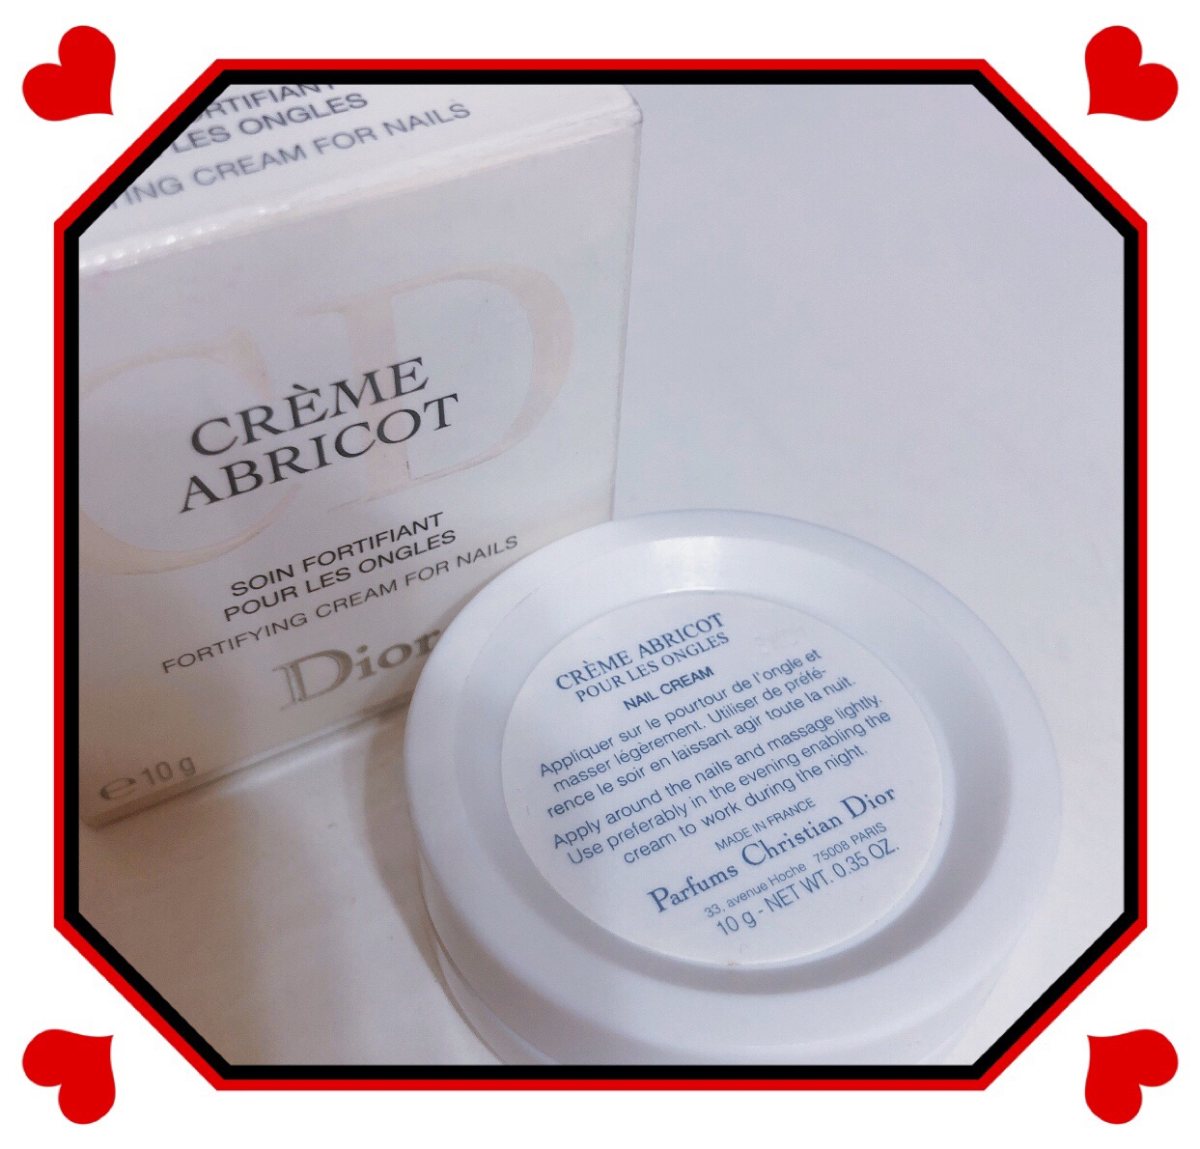 RTIFIANT
LES ONGLES
TING CREAM FOR NAILS
CD
CRÈME
ABRICOT
SOIN FORTIFIANT
POUR LES ONGLES
FORTIFYING CREAM FOR NAILS
Dior
e 10 g
CRÈME ABRICOT
POUR LES ONGLES
NAIL CREAM
Appliquer sur le pourtour de l'ongle et
masser légèrement. Utiliser de préfé-
rence le soir en laissant agir toute la nuit.
Apply around the nails and massage lightly.
Use preferably in the evening enabling the
cream to work during the night.
MADE IN FRANCE
Parfums Christian Dior
33, avenue Hoche 75008 PARIS
10 g - NET WT. 0.35 OZ.